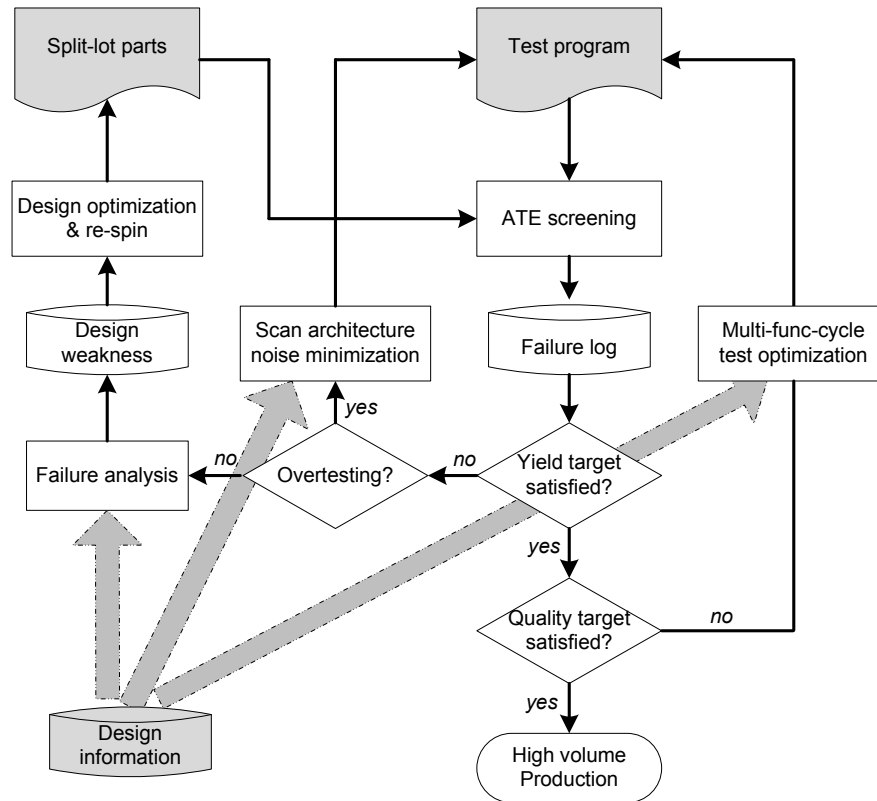 Split-lot parts
Test program
Design optimization
& re-spin
ATE screening
Design
weakness
Scan architecture
noise minimization
Failure log
Multi-func-cycle
test optimization
yes
Failure analysis
no
Overtesting?
no
Yield target
satisfied?
yes
Quality target
satisfied?
no
yes
Design
information
High volume
Production